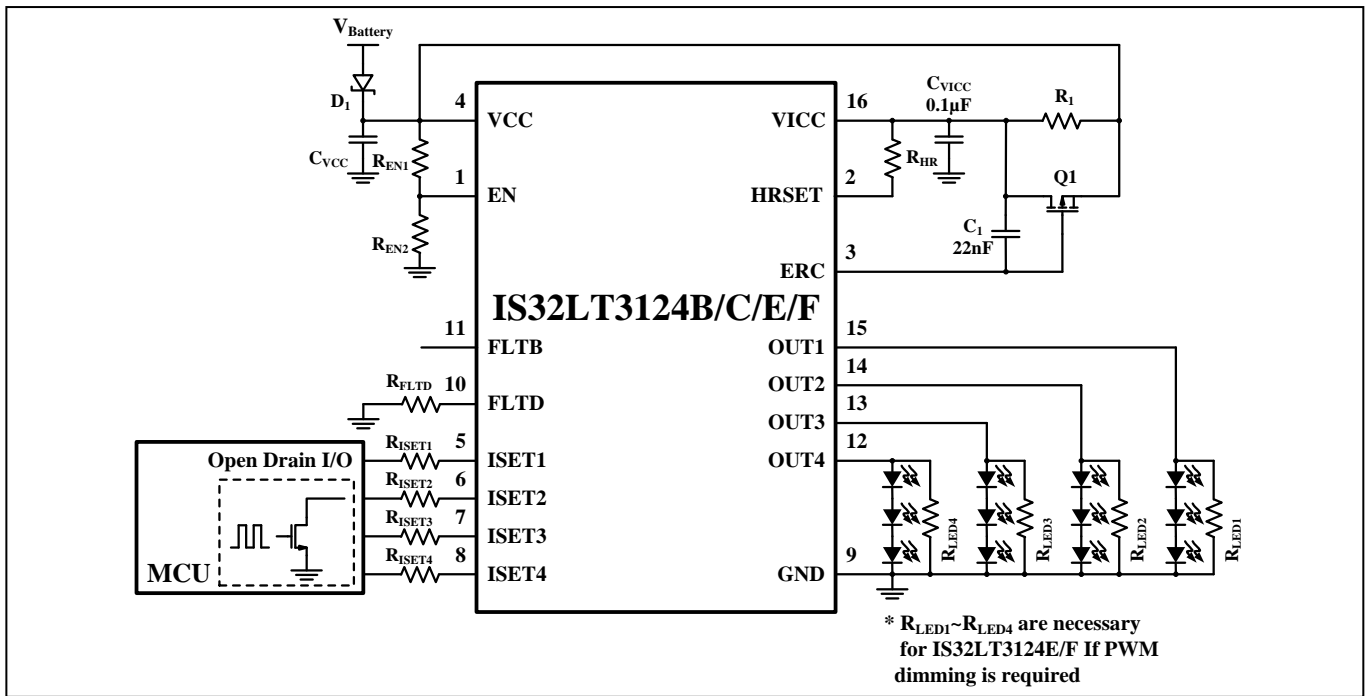 VBattery
D1
CVCC
REN1
REN2
4
VCC
1
EN
IS32LT3124B/C/E/F
11
FLTB
RFLTD
10
FLTD
RISET1
5
ISET1
RISET2
6
ISET2
RISET3
7
ISET3
RISET4
8
ISET4
Open Drain I/O
MCU
VICC
16
CVICC
0.1µF
R1
RHR
HRSET
2
Q1
C1
22nF
ERC
3
OUT1
15
OUT2
14
OUT3
13
OUT4
12
RLED4
RLED3
RLED2
RLED1
GND
9
* RLED1~RLED4 are necessary
for IS32LT3124E/F If PWM
dimming is required